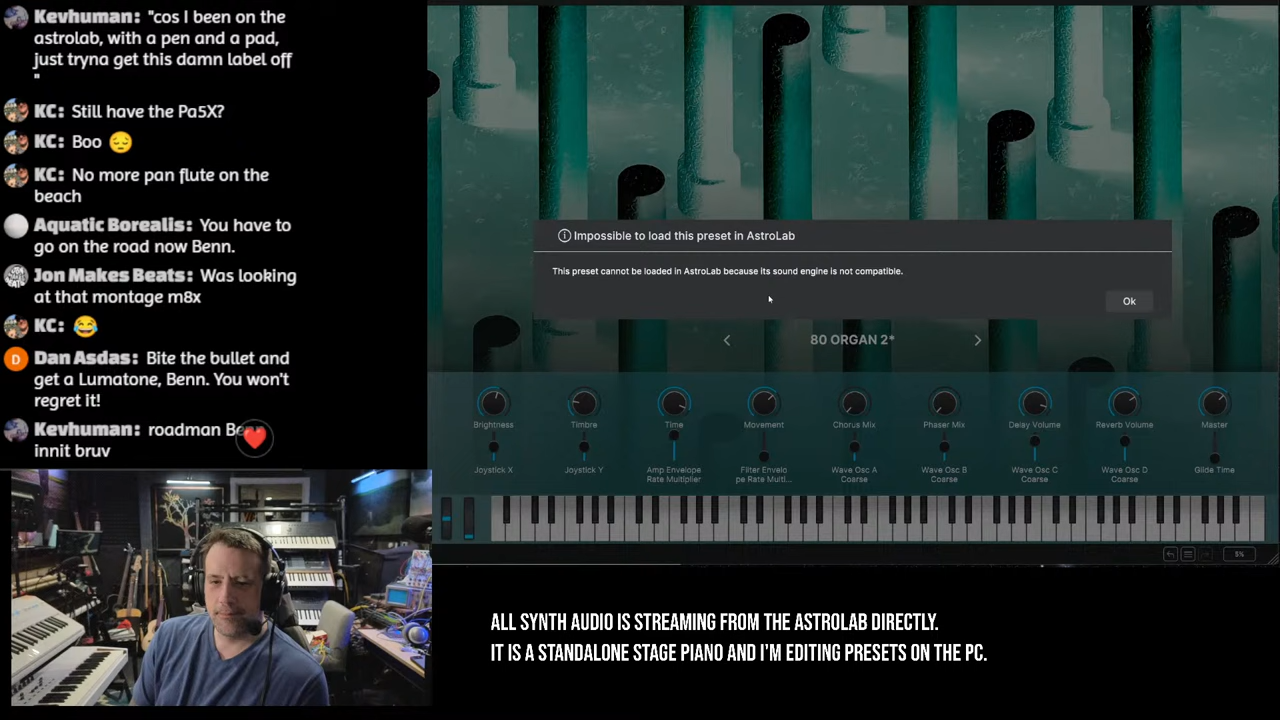 Kevhuman: "cos I been on the
astrolab, with a pen and a pad,
just tryna get this damn label off
"
KC: Still have the Pa5X?
KC: Boo 😔
KC: No more pan flute on the
beach
Aquatic Borealis: You have to
go on the road now Benn.
Jon Makes Beats: Was looking
at that montage m8x
KC: 😂
D
Dan Asdas: Bite the bullet and
get a Lumatone, Benn. You won't
regret it!
Kevhuman: roadman
innit bruv
Impossible to load this preset in AstroLab
This preset cannot be loaded in AstroLab because its sound engine is not compatible.
Ok
80 ORGAN 2*
Brightness Timbre Time Movement Chorus Mix Phaser Mix Delay Volume Reverb Volume Master
Joystick X Joystick Y Amp Envelope Filter Envelo Wave Osc A Wave Osc B Wave Osc C Wave Osc D Gilde Time
Rate Multiplier pe Rate Multi... Coarse Coarse Coarse Coarse
5%
ALL SYNTH AUDIO IS STREAMING FROM THE ASTROLAB DIRECTLY.
IT IS A STANDALONE STAGE PIANO AND I'M EDITING PRESETS ON THE PC.